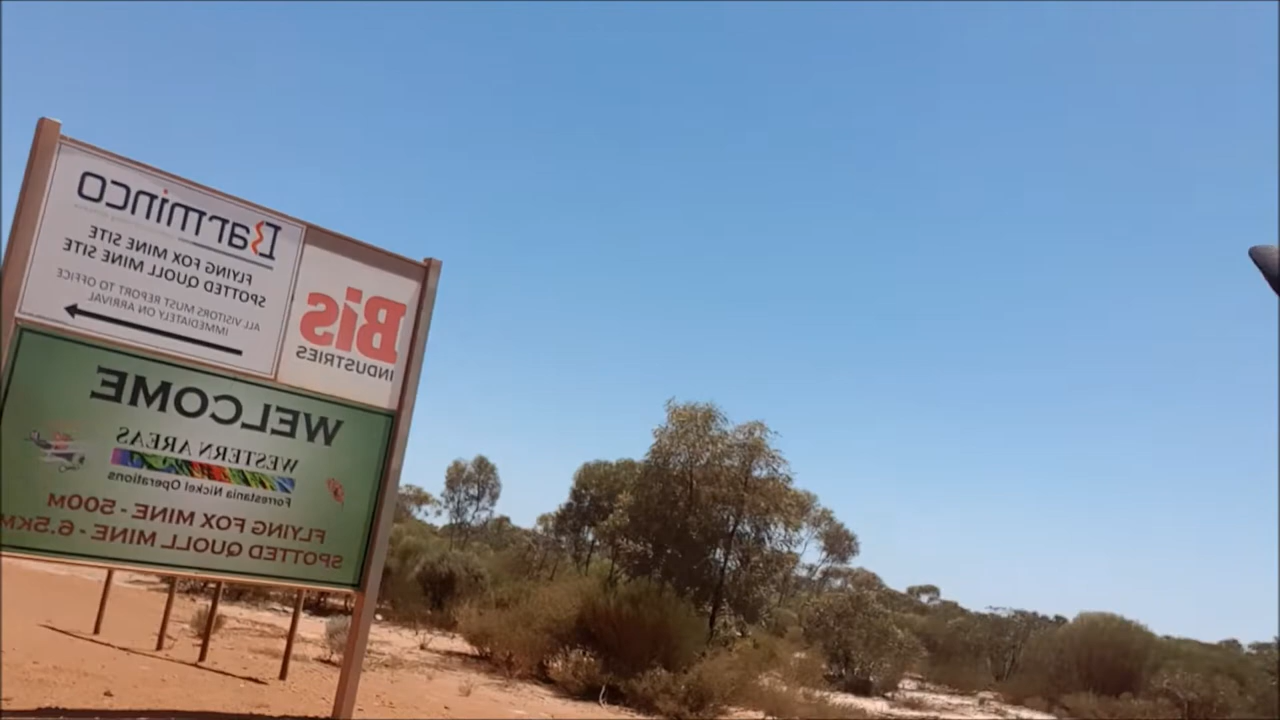 Barminco
FLYING FOX MINE SITE
SPOTTED QUOLL MINE SITE
ALL VISITORS MUST REPORT TO OFFICE
IMMEDIATELY ON ARRIVAL
Bis
INDUSTRIES
WELCOME
WESTERN AREAS
Forrestania Nickel Operations
FLYING FOX MINE - 500M
SPOTTED QUOLL MINE - 6.5KM